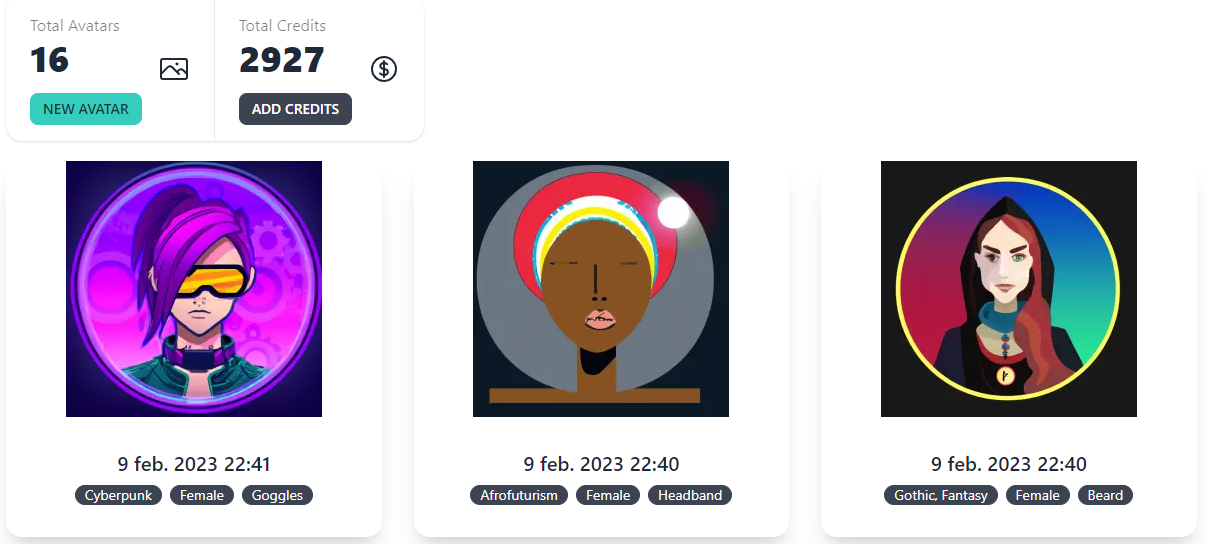 Total Avatars
16
NEW AVATAR
Total Credits
2927
ADD CREDITS
9 feb. 2023 22:41
Cyberpunk Female Goggles
9 feb. 2023 22:40
Afrofuturism Female Headband
9 feb. 2023 22:40
Gothic, Fantasy Female Beard